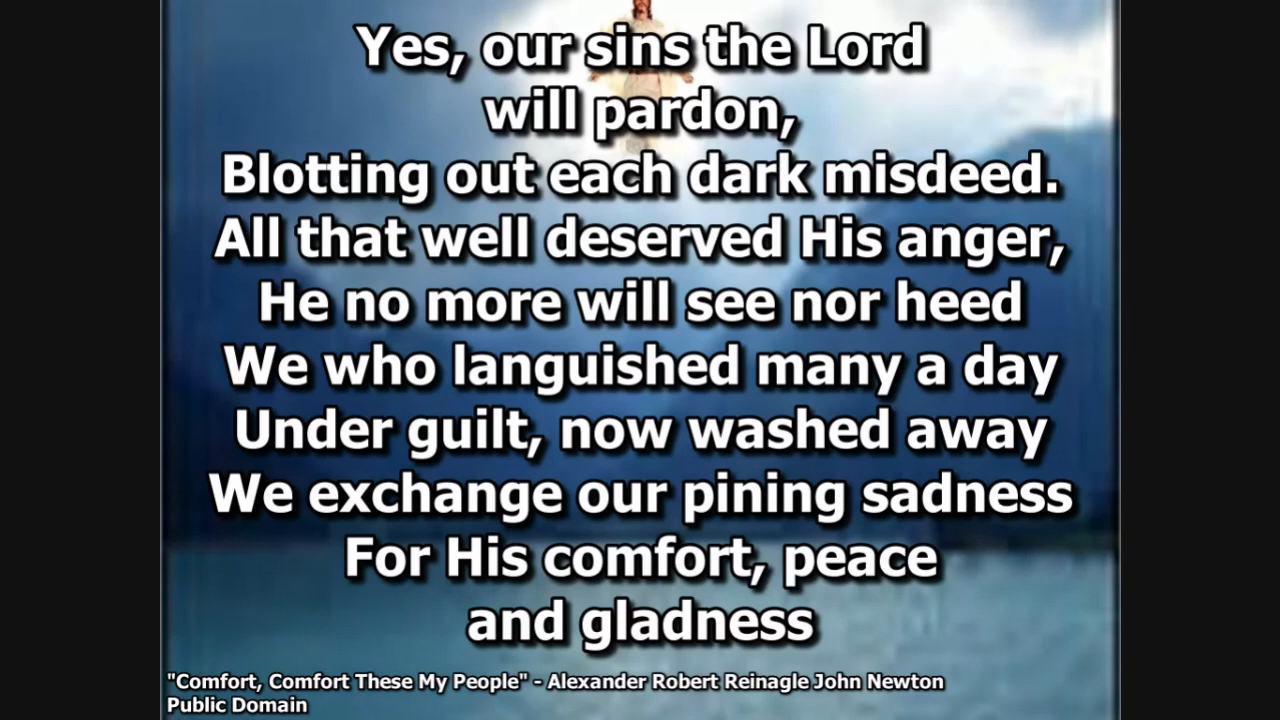 Yes, our sins the Lord
will pardon,
Blotting out each dark misdeed.
All that well deserved His anger,
He no more will see nor heed
We who languished many a day
Under guilt, now washed away
We exchange our pining sadness
For His comfort, peace
and gladness
"Comfort, Comfort These My People" - Alexander Robert Reinagle John Newton
Public Domain